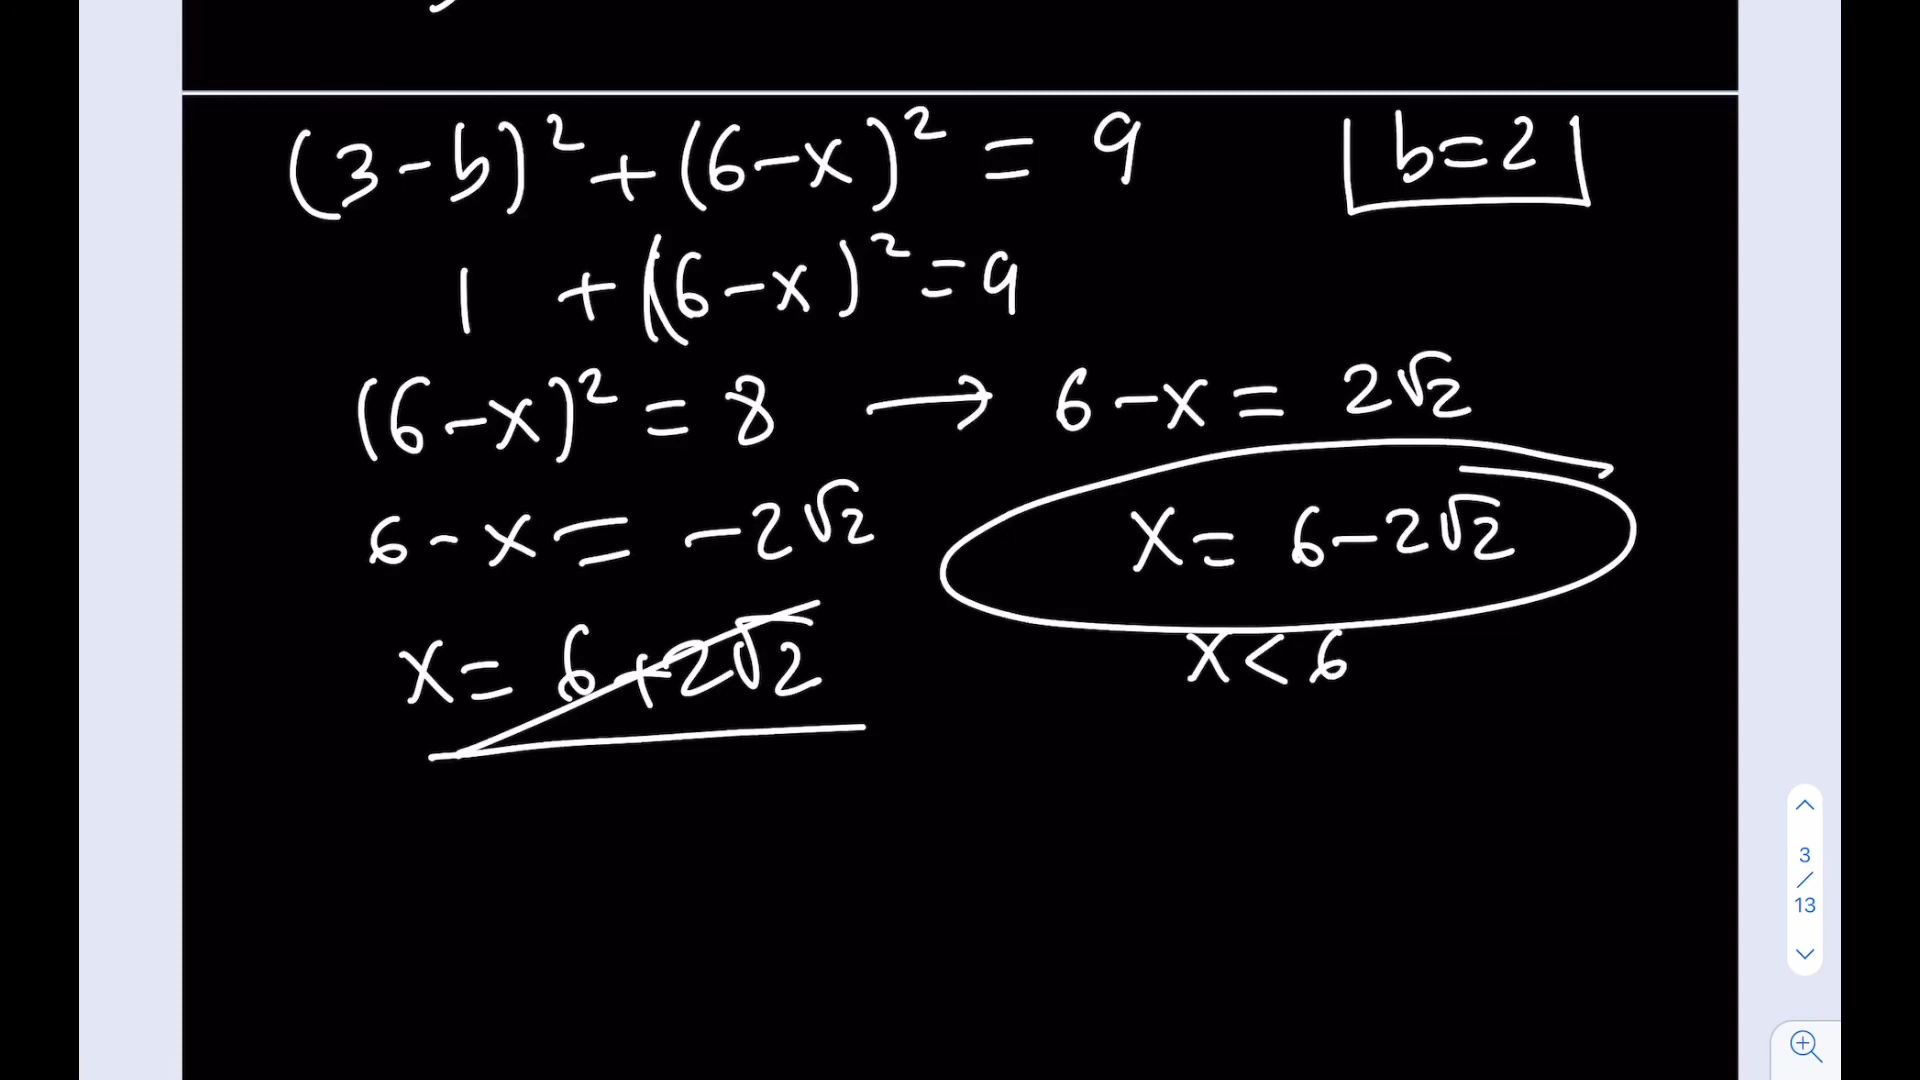 (3-b)² + (6-x)² = 9
b=2
1 + (6-x)² = 9
(6-x)² = 8 → 6-x = 2√2
6-x = -2√2
x = 6-2√2
x = 6+2√2
x < 6
3
/
13